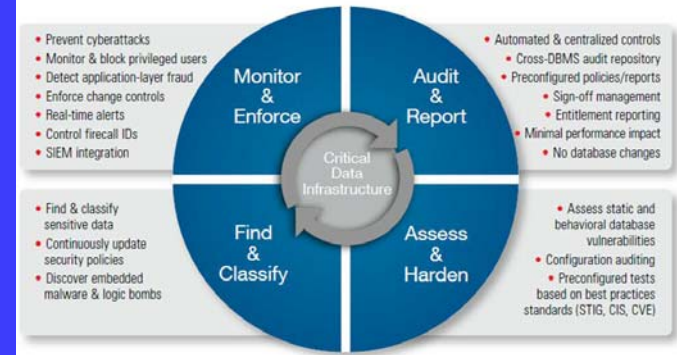 • Prevent cyberattacks
• Monitor & block privileged users
• Detect application-layer fraud
• Enforce change controls
• Real-time alerts
• Control firecall IDs
• SIEM integration
Monitor
&
Enforce
Audit
&
Report
• Automated & centralized controls
• Cross-DBMS audit repository
• Preconfigured policies/reports
• Sign-off management
• Entitlement reporting
• Minimal performance impact
• No database changes
Critical
Data
Infrastructure
• Find & classify
sensitive data
• Continuously update
security policies
• Discover embedded
malware & logic bombs
Find
&
Classify
Assess
&
Harden
• Assess static and
behavioral database
vulnerabilities
• Configuration auditing
• Preconfigured tests
based on best practices
standards (STIG, CIS, CVE)